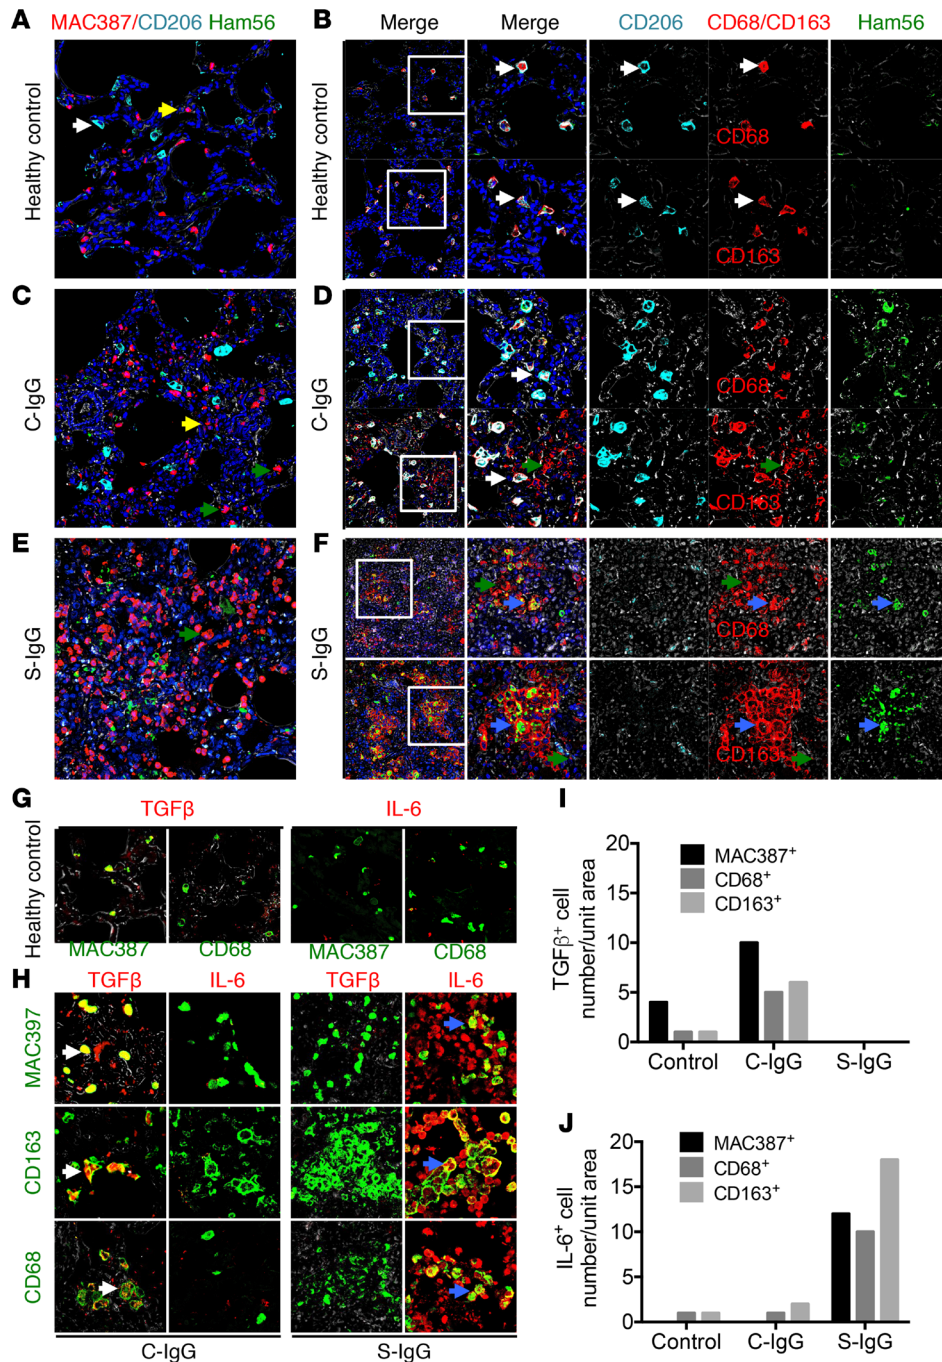 A MAC387/CD206 Ham56
Healthy control
B Merge Merge CD206 CD68/CD163 Ham56
Healthy control
CD68
CD163
C
C-IgG
D
C-IgG
CD68
CD163
E
S-IgG
F
S-IgG
CD68
CD163
G
TGFβ IL-6
Healthy control
MAC387 CD68 MAC387 CD68
H
TGFβ IL-6 TGFβ IL-6
MAC397
CD163
CD68
C-IgG S-IgG
I
TGFβ+ cell
number/unit area
20
15
10
5
0
MAC387+
CD68+
CD163+
Control C-IgG S-IgG
J
IL-6+ cell
number/unit area
20
15
10
5
0
MAC387+
CD68+
CD163+
Control C-IgG S-IgG